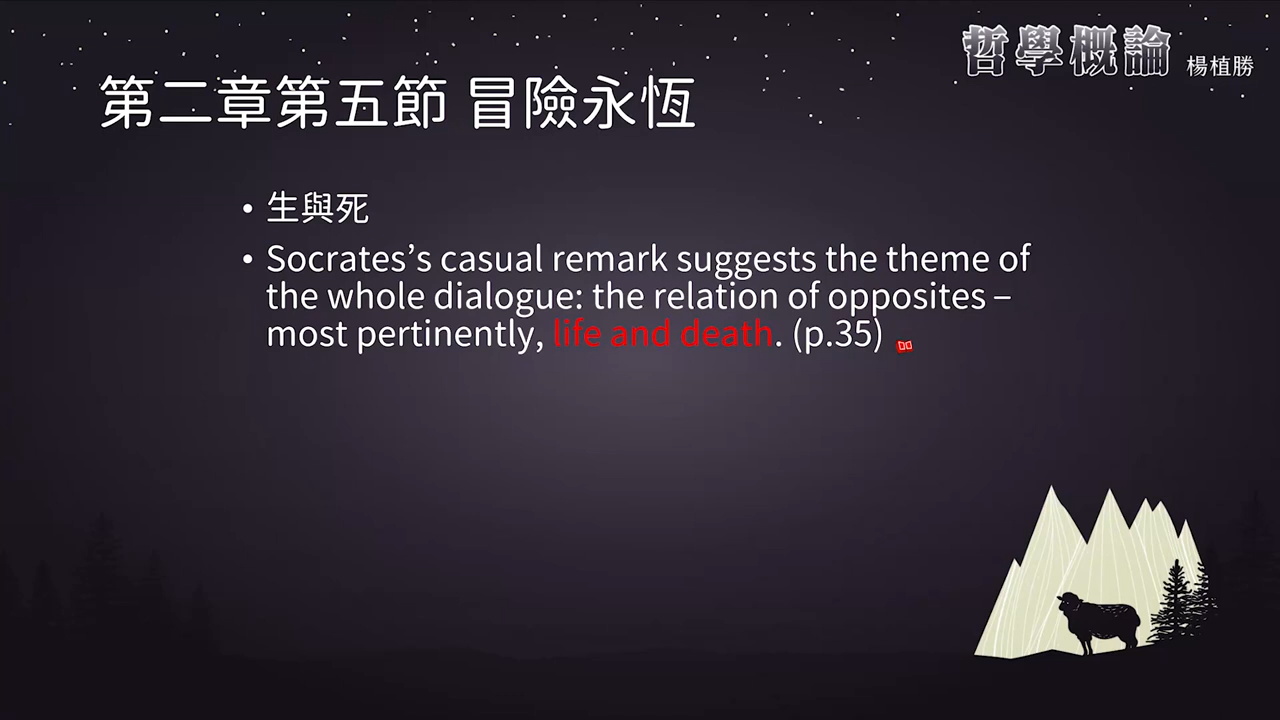 哲學概論 楊植勝
第二章第五節 冒險永恆
• 生與死
• Socrates’s casual remark suggests the theme of
the whole dialogue: the relation of opposites –
most pertinently, life and death. (p.35)